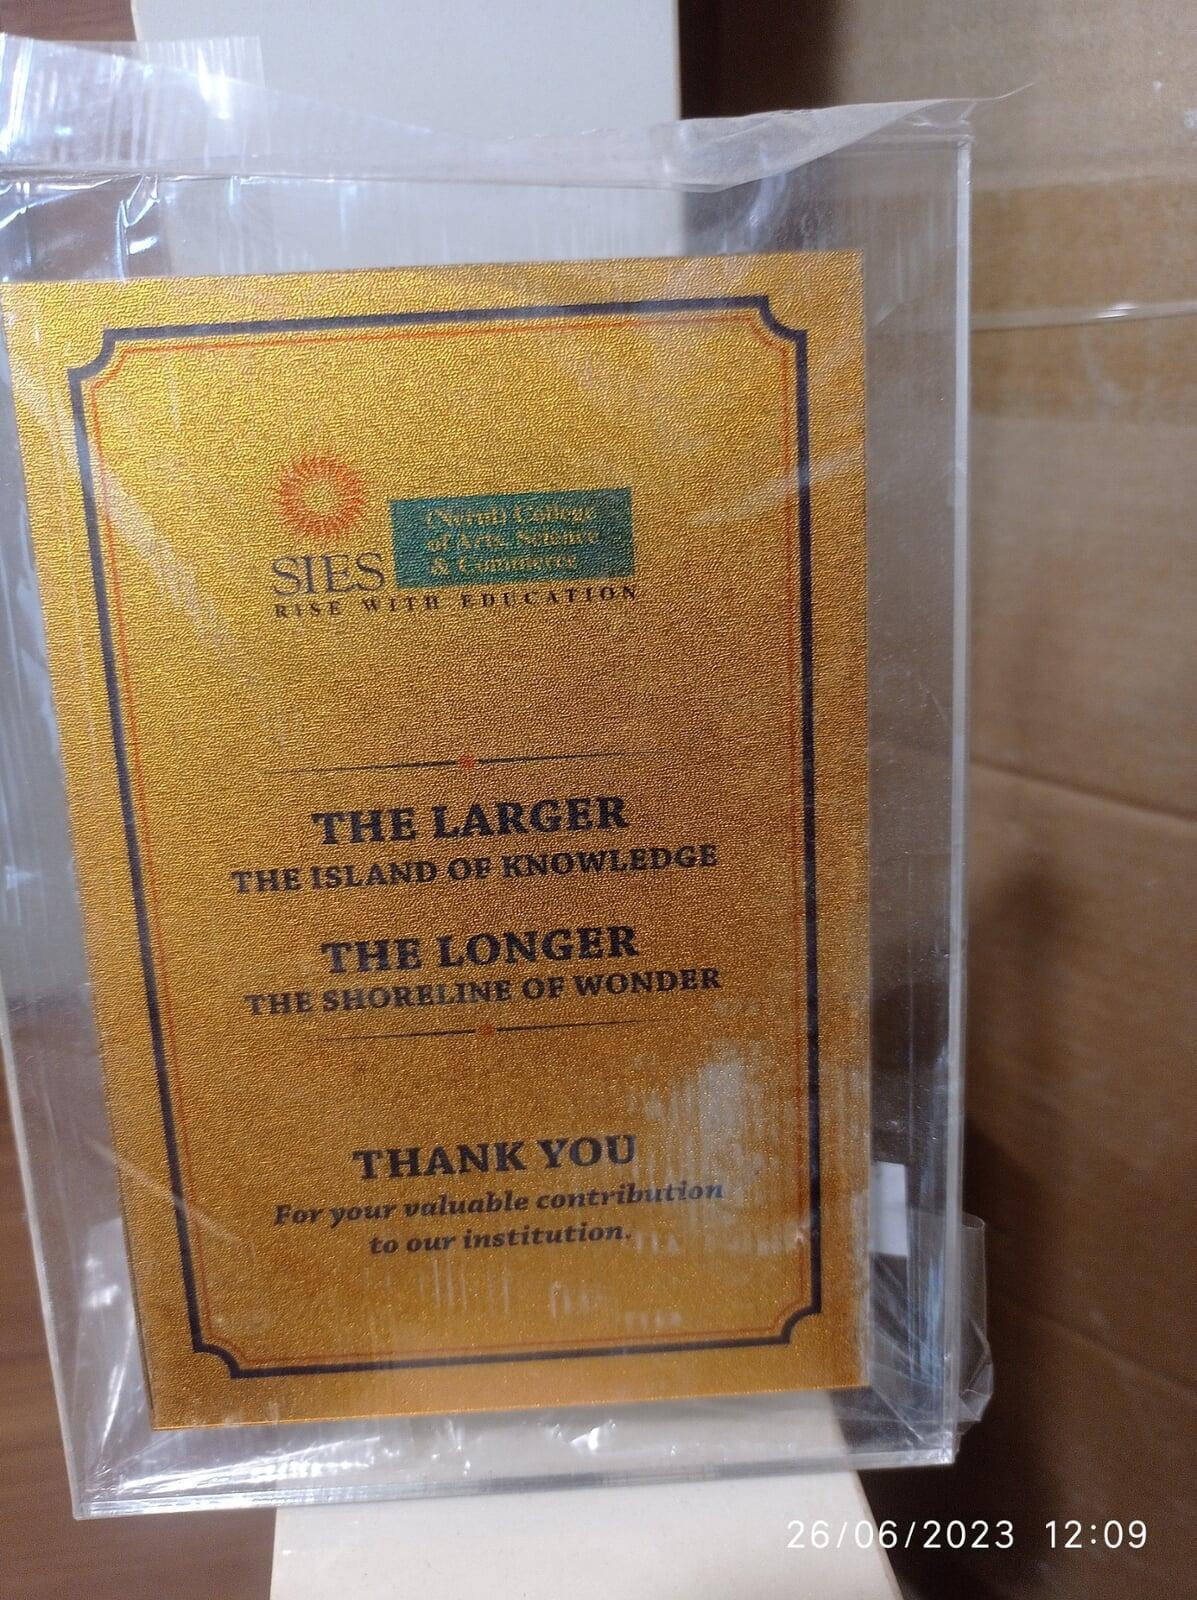 (Nerul) College
of Arts, Science
& Commerce
SIES
RISE WITH EDUCATION
THE LARGER
THE ISLAND OF KNOWLEDGE
THE LONGER
THE SHORELINE OF WONDER
THANK YOU
For your valuable contribution
to our institution.
26/06/2023 12:09